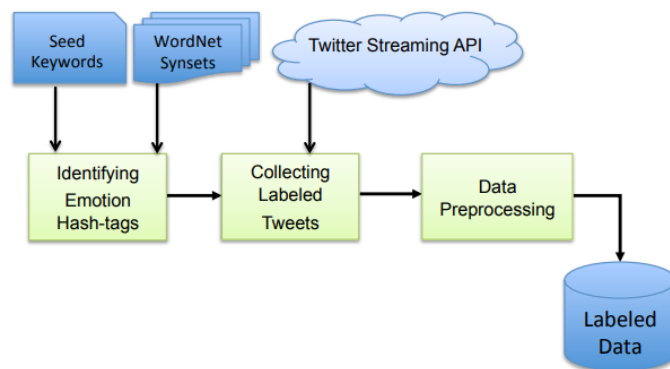 Seed
Keywords
WordNet
Synsets
Twitter Streaming API
Identifying
Emotion
Hash-tags
Collecting
Labeled
Tweets
Data
Preprocessing
Labeled
Data